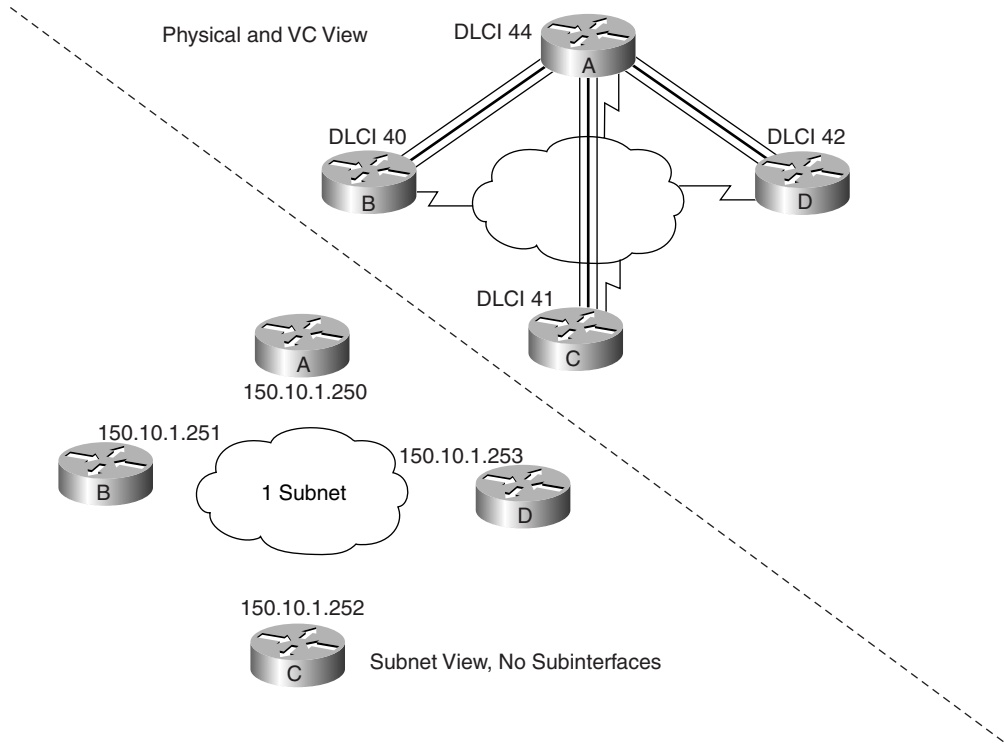 Physical and VC View
DLCI 44
A
DLCI 40
B
DLCI 42
D
DLCI 41
C
A
150.10.1.250
150.10.1.251
B
1 Subnet
150.10.1.253
D
150.10.1.252
C
Subnet View, No Subinterfaces